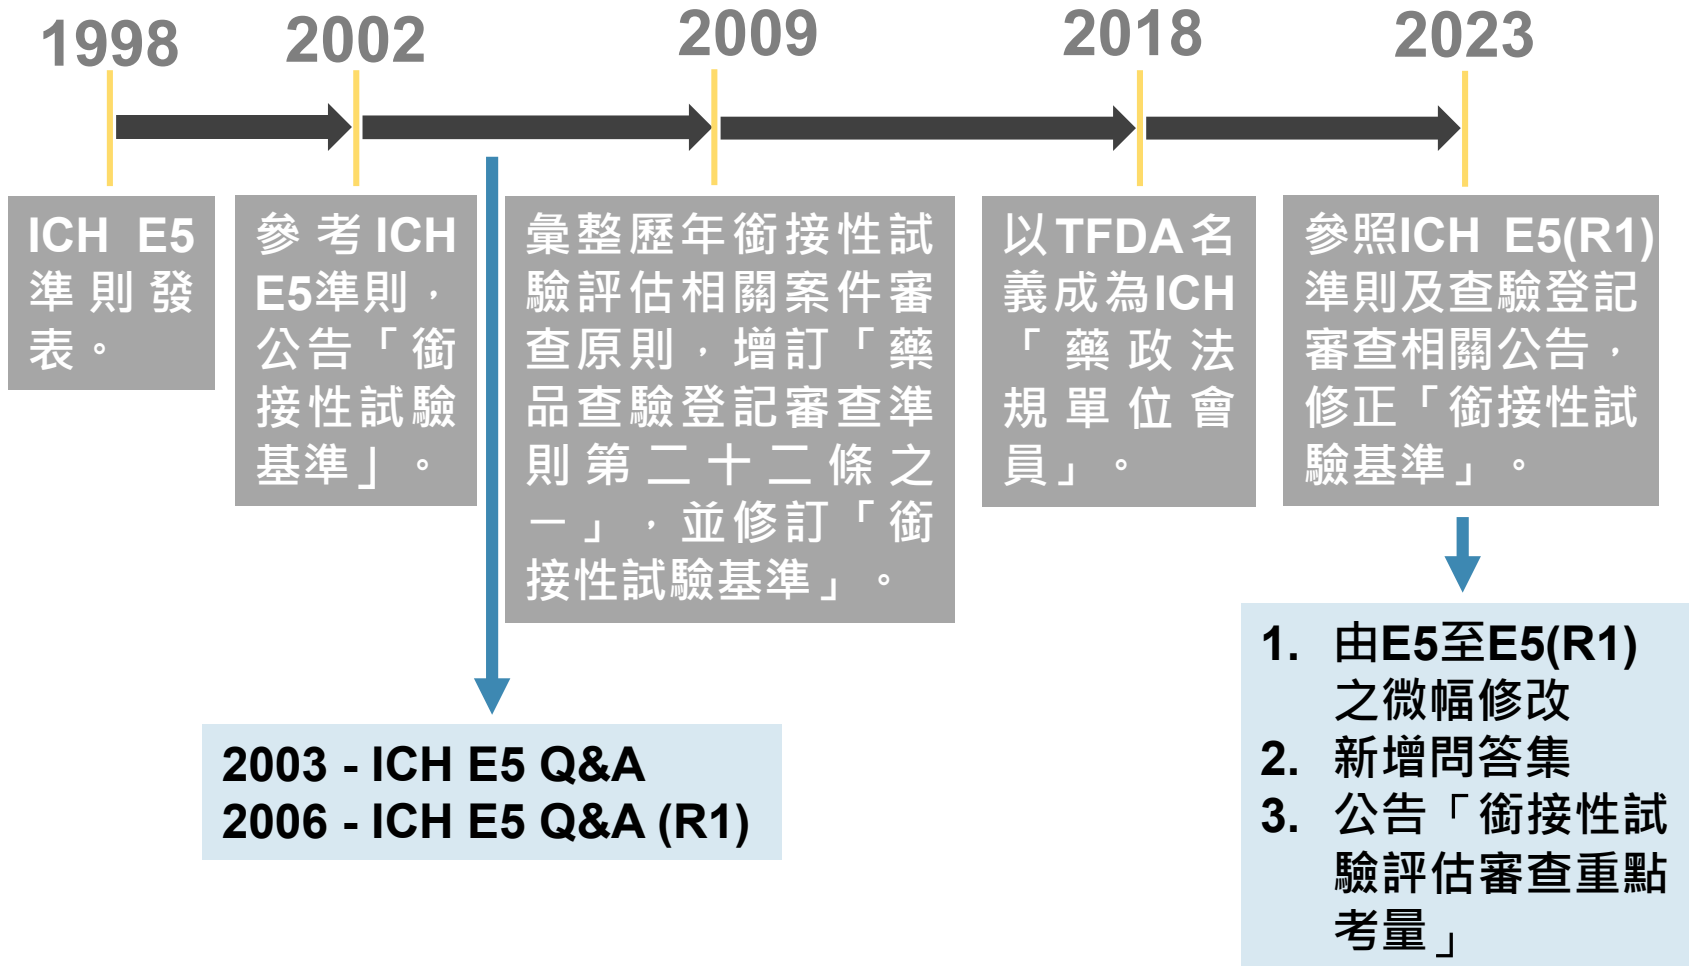 1998
2002
2009
2018
2023
ICH E5
準則發
表。
參考ICH
E5準則，
公告「銜
接性試驗
基準」。
彙整歷年銜接性試
驗評估相關案件審
查原則，增訂「藥
品查驗登記審查準
則第二十二條之
一」，並修訂「銜
接性試驗基準」。
以TFDA名
義成為ICH
「藥政法
規單位會
員」。
參照ICH E5(R1)
準則及查驗登記
審查相關公告，
修正「銜接性試
驗基準」。
2003 - ICH E5 Q&A
2006 - ICH E5 Q&A (R1)
1. 由E5至E5(R1)
之微幅修改
2. 新增問答集
3. 公告「銜接性試
驗評估審查重點
考量」